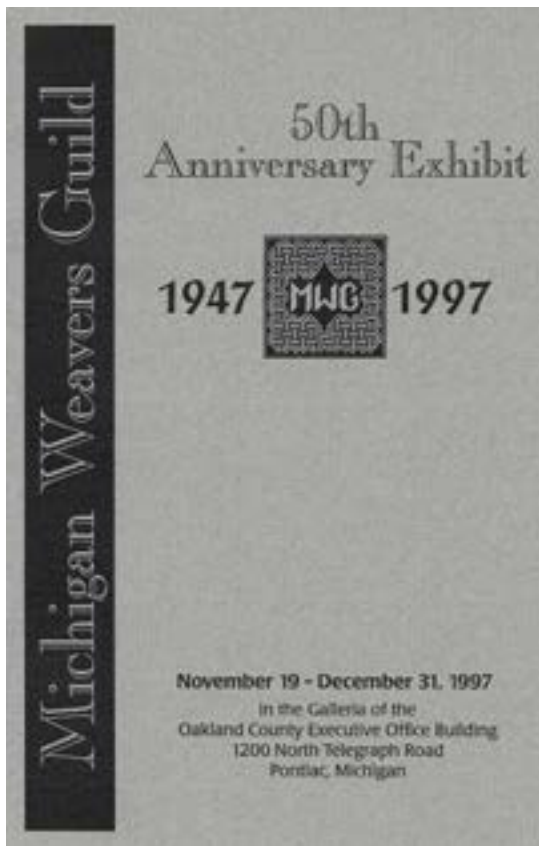 Michigan Weavers Guild
50th
Anniversary Exhibit
1947 MWG 1997
November 19 - December 31, 1997
in the Galleria of the
Oakland County Executive Office Building
1200 North Telegraph Road
Pontiac, Michigan